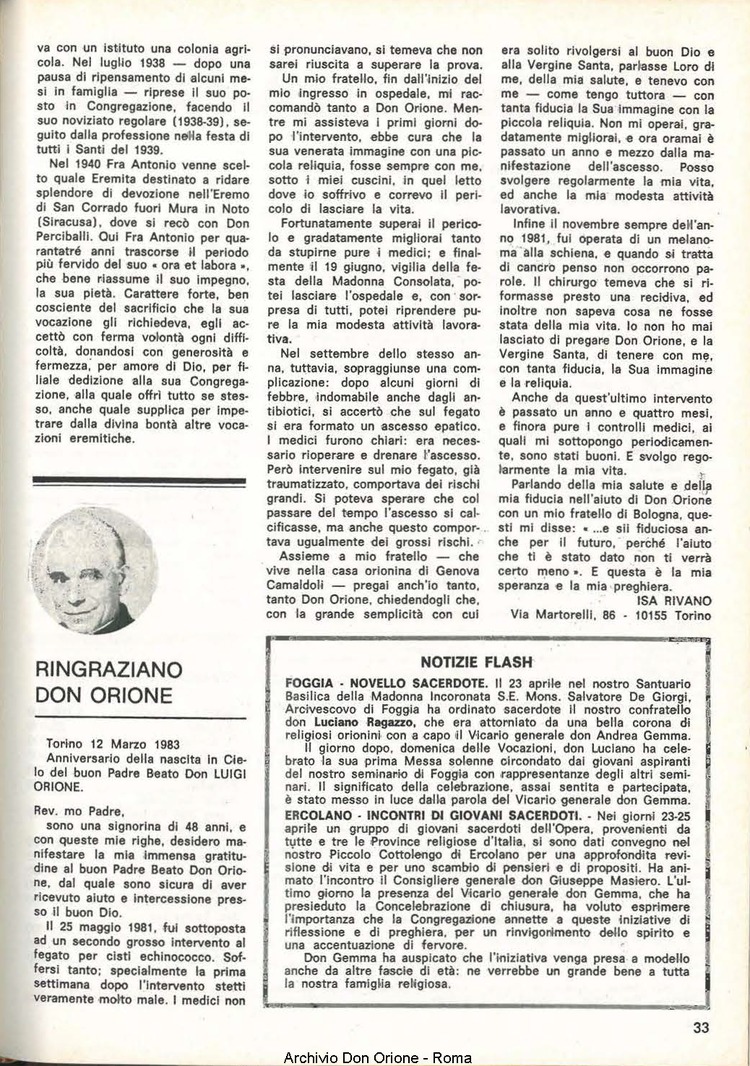 va con un istituto una colonia agri-
cola. Nel luglio 1938 — dopo una
pausa di ripensamento di alcuni me-
si in famiglia — riprese il suo po-
sto in Congregazione, facendo il
suo noviziato regolare (1938-39), se-
guito dalla professione nella festa di
tutti i Santi del 1939.
Nel 1940 Fra Antonio venne scel-
to quale Eremita destinato a ridare
splendore di devozione nell'Eremo
di San Corrado fuori Mura in Noto
(Siracusa), dove si recò con Don
Perciballi. Qui Fra Antonio per qua-
rantatré anni trascorse il periodo
più fervido del suo « ora et labora »,
che bene riassume il suo impegno,
la sua pietà. Carattere forte, ben
cosciente del sacrificio che la sua
vocazione gli richiedeva, egli ac-
cettò con ferma volontà ogni diffi-
coltà, donandosi con generosità e
fermezza, per amore di Dio, per fi-
liale dedizione alla sua Congrega-
zione, alla quale offrì tutto se stes-
so, anche quale supplica per impe-
trare dalla divina bontà altre voca-
zioni eremitiche.
RINGRAZIANO
DON ORIONE
Torino 12 Marzo 1983
Anniversario della nascita in Cie-
lo del buon Padre Beato Don LUIGI
ORIONE.
Rev. mo Padre,
sono una signorina di 48 anni, e
con queste mie righe, desidero ma-
nifestare la mia immensa gratitu-
dine al buon Padre Beato Don Orio-
ne, dal quale sono sicura di aver
ricevuto aiuto e intercessione pres-
so il buon Dio.
Il 25 maggio 1981, fui sottoposta
ad un secondo grosso intervento al
fegato per cisti echinococco. Sof-
fersi tanto; specialmente la prima
settimana dopo l'intervento stetti
veramente molto male. I medici non
si pronunciavano, si temeva che non
sarei riuscita a superare la prova.
Un mio fratello, fin dall'inizio del
mio ingresso in ospedale, mi rac-
comandò tanto a Don Orione. Men-
tre mi assisteva i primi giorni do-
po l'intervento, ebbe cura che la
sua venerata immagine con una pic-
cola reliquia, fosse sempre con me,
sotto i miei cuscini, in quel letto
dove io soffrivo e correvo il peri-
colo di lasciare la vita.
Fortunatamente superai il perico-
lo e gradatamente migliorai tanto
da stupirne pure i medici; e final-
mente il 19 giugno, vigilia della fe-
sta della Madonna Consolata, po-
tei lasciare l'ospedale e, con sor-
presa di tutti, potei riprendere pu-
re la mia modesta attività lavora-
tiva.
Nel settembre dello stesso an-
na, tuttavia, sopraggiunse una com-
plicazione: dopo alcuni giorni di
febbre, indomabile anche dagli an-
tibiotici, si accertò che sul fegato
si era formato un ascesso epatico.
I medici furono chiari: era neces-
sario rioperare e drenare l'ascesso.
Però intervenire sul mio fegato, già
traumatizzato, comportava dei rischi
grandi. Si poteva sperare che col
passare del tempo l'ascesso si cal-
cificasse, ma anche questo compor-
tava ugualmente dei grossi rischi.
Assieme a mio fratello — che
vive nella casa orionina di Genova
Camaldoli — pregai anch'io tanto,
tanto Don Orione, chiedendogli che,
con la grande semplicità con cui
era solito rivolgersi al buon Dio e
alla Vergine Santa, parlasse Loro di
me, della mia salute, e tenevo con
me — come tengo tuttora — con
tanta fiducia la Sua immagine con la
piccola reliquia. Non mi operai, gra-
datamente migliorai, e ora oramai è
passato un anno e mezzo dalla ma-
nifestazione dell'ascesso. Posso
svolgere regolarmente la mia vita,
ed anche la mia modesta attività
lavorativa.
Infine il novembre sempre dell'an-
no 1981, fui operata di un melano-
ma alla schiena, e quando si tratta
di cancro penso non occorrono pa-
role. Il chirurgo temeva che si ri-
formasse presto una recidiva, ed
inoltre non sapeva cosa ne fosse
stata della mia vita. Io non ho mai
lasciato di pregare Don Orione, e la
Vergine Santa, di tenere con me,
con tanta fiducia, la Sua immagine
e la reliquia.
Anche da quest'ultimo intervento
è passato un anno e quattro mesi,
e finora pure i controlli medici, ai
quali mi sottopongo periodicamen-
te, sono stati buoni. E svolgo rego-
larmente la mia vita.
Parlando della mia salute e della
mia fiducia nell'aiuto di Don Orione
con un mio fratello di Bologna, que-
sti mi disse: « ...e sii fiduciosa an-
che per il futuro, perché l'aiuto
che ti è stato dato non ti verrà
certo meno ». E questa è la mia
speranza e la mia preghiera.
ISA RIVANO
Via Martorelli, 86 - 10155 Torino
NOTIZIE FLASH
FOGGIA - NOVELLO SACERDOTE. Il 23 aprile nel nostro Santuario
Basilica della Madonna Incoronata S.E. Mons. Salvatore De Giorgi,
Arcivescovo di Foggia ha ordinato sacerdote il nostro confratello
don Luciano Ragazzo, che era attorniato da una bella corona di
religiosi orionini con a capo il Vicario generale don Andrea Gemma.
Il giorno dopo, domenica delle Vocazioni, don Luciano ha cele-
brato la sua prima Messa solenne circondato dai giovani aspiranti
del nostro seminario di Foggia con rappresentanze degli altri semi-
nari. Il significato della celebrazione, assai sentita e partecipata,
è stato messo in luce dalla parola del Vicario generale don Gemma.
ERCOLANO - INCONTRI DI GIOVANI SACERDOTI. - Nei giorni 23-25
aprile un gruppo di giovani sacerdoti dell'Opera, provenienti da
tutte e tre le Province religiose d'Italia, si sono dati convegno nel
nostro Piccolo Cottolengo di Ercolano per una approfondita revi-
sione di vita e per uno scambio di pensieri e di propositi. Ha ani-
mato l'incontro il Consigliere generale don Giuseppe Masiero. L'ul-
timo giorno la presenza del Vicario generale don Gemma, che ha
presieduto la Concelebrazione di chiusura, ha voluto esprimere
l'importanza che la Congregazione annette a queste iniziative di
riflessione e di preghiera, per un rinvigorimento dello spirito e
una accentuazione di fervore.
Don Gemma ha auspicato che l'iniziativa venga presa a modello
anche da altre fascie di età: ne verrebbe un grande bene a tutta
la nostra famiglia religiosa.
33
Archivio Don Orione - Roma